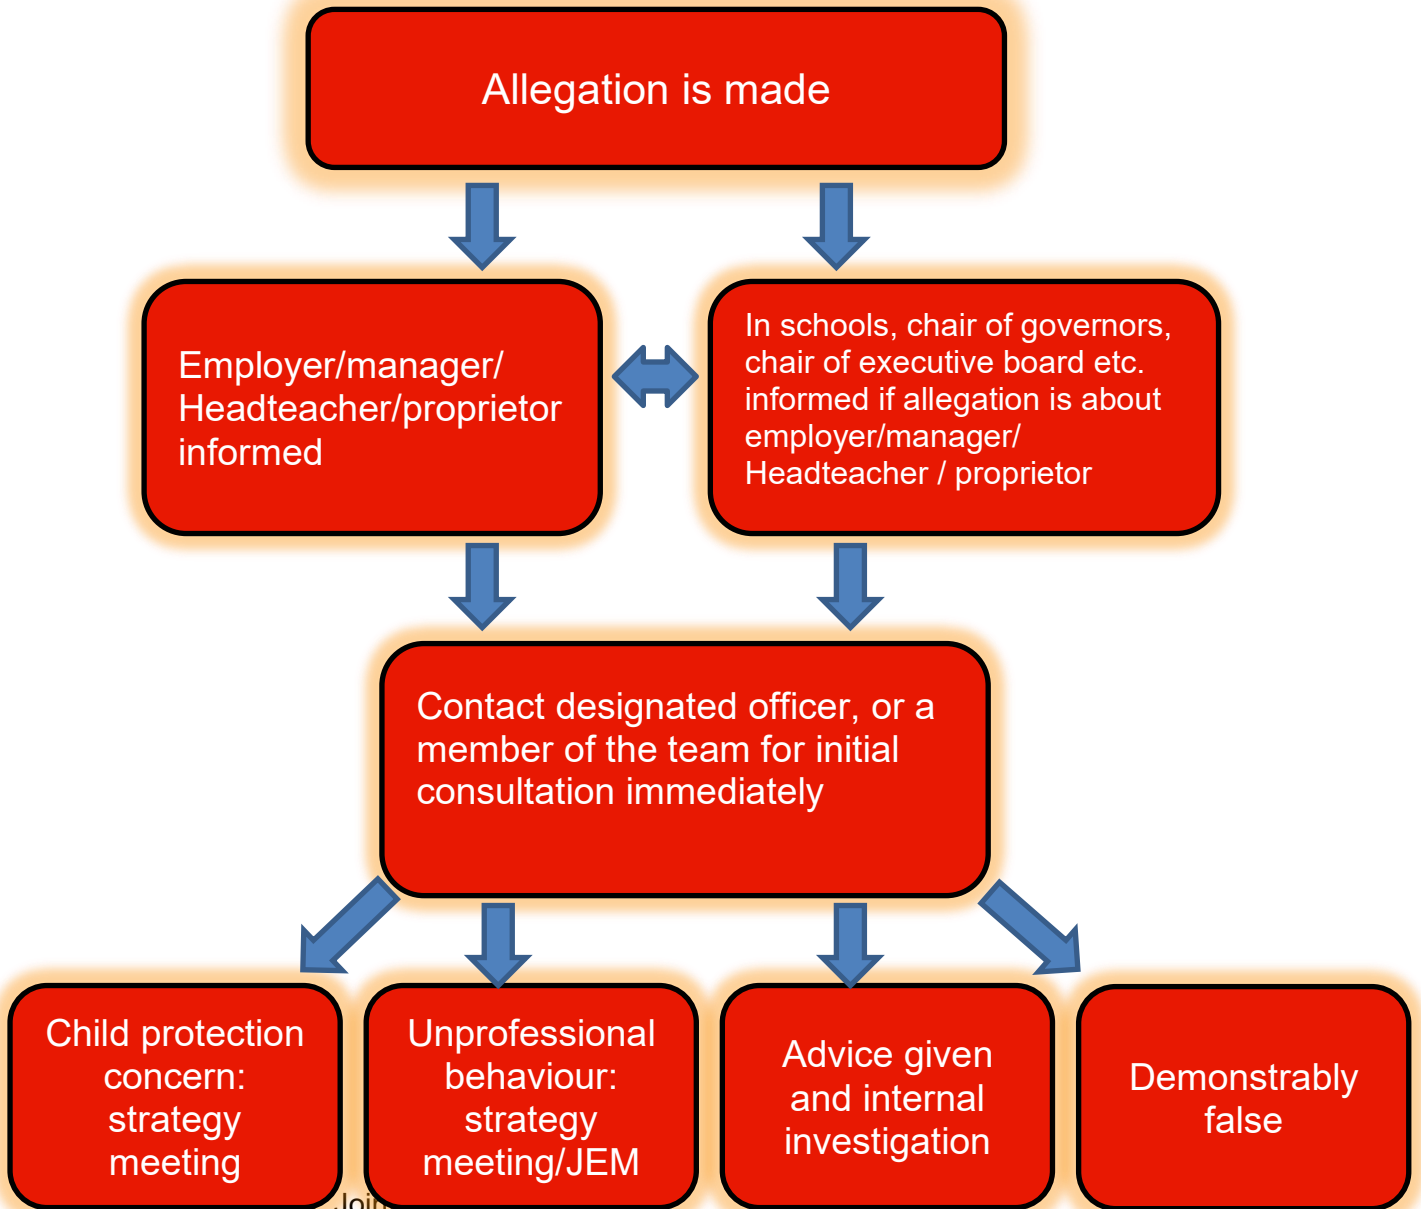 Allegation is made
Employer/manager/
Headteacher/proprietor
informed
In schools, chair of governors,
chair of executive board etc.
informed if allegation is about
employer/manager/
Headteacher / proprietor
Contact designated officer, or a
member of the team for initial
consultation immediately
Child protection
concern:
strategy
meeting
Unprofessional
behaviour:
strategy
meeting/JEM
Advice given
and internal
investigation
Demonstrably
false